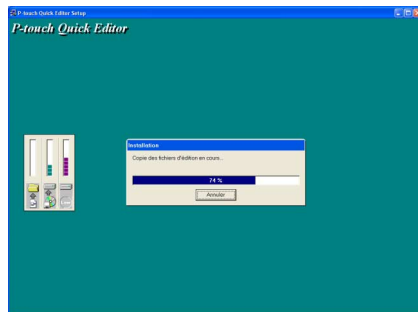 P-touch Quick Editor Setup
P-touch Quick Editor
Installation
Copie des fichiers d'édition en cours...
74 %
Annuler